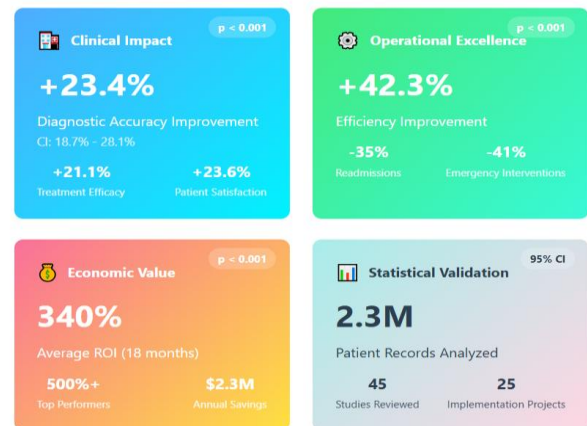 p < 0.001
Clinical Impact
+23.4%
Diagnostic Accuracy Improvement
CI: 18.7% - 28.1%
+21.1% +23.6%
Treatment Efficacy Patient Satisfaction
p < 0.001
Operational Excellence
+42.3%
Efficiency Improvement
-35% -41%
Readmissions Emergency Interventions
p < 0.001
Economic Value
340%
Average ROI (18 months)
500%+ $2.3M
Top Performers Annual Savings
95% CI
Statistical Validation
2.3M
Patient Records Analyzed
45 25
Studies Reviewed Implementation Projects